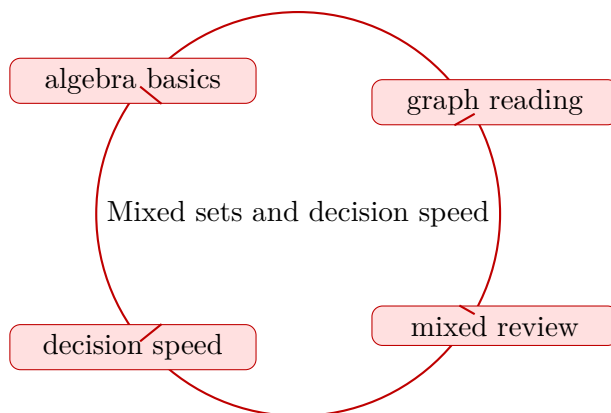 algebra basics
graph reading
Mixed sets and decision speed
decision speed
mixed review